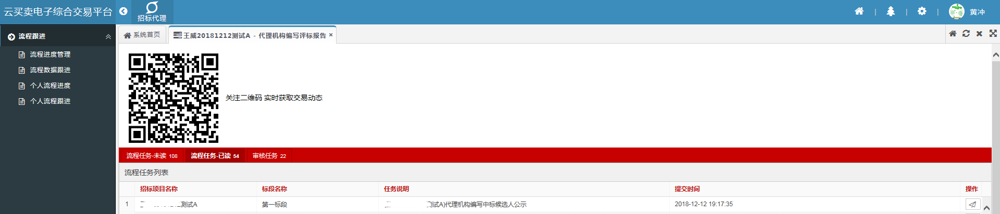 云买卖电子综合交易平台
招标代理
黄冲
流程跟进
流程进度管理
流程数据跟进
个人流程进度
个人流程跟进
系统首页
王威20181212测试A - 代理机构编写评标报告
关注二维码 实时获取交易动态
流程任务-未读 108
流程任务-已读 54
审核任务 22
流程任务列表
招标项目名称 标段名称 任务说明 提交时间 操作
1 测试A 第一标段 测试A)代理机构编写中标候选人公示 2018-12-12 19:17:35